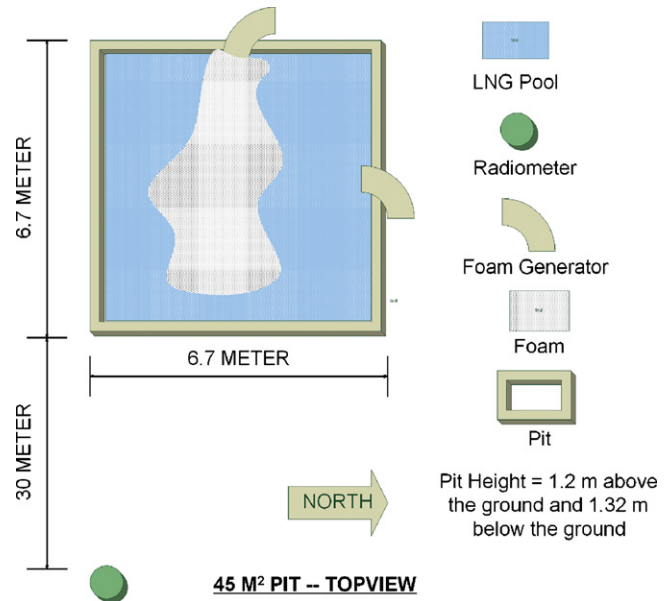 6.7 METER
6.7 METER
30 METER
NORTH
45 M² PIT -- TOPVIEW
LNG Pool
Radiometer
Foam Generator
Foam
Pit
Pit Height = 1.2 m above
the ground and 1.32 m
below the ground